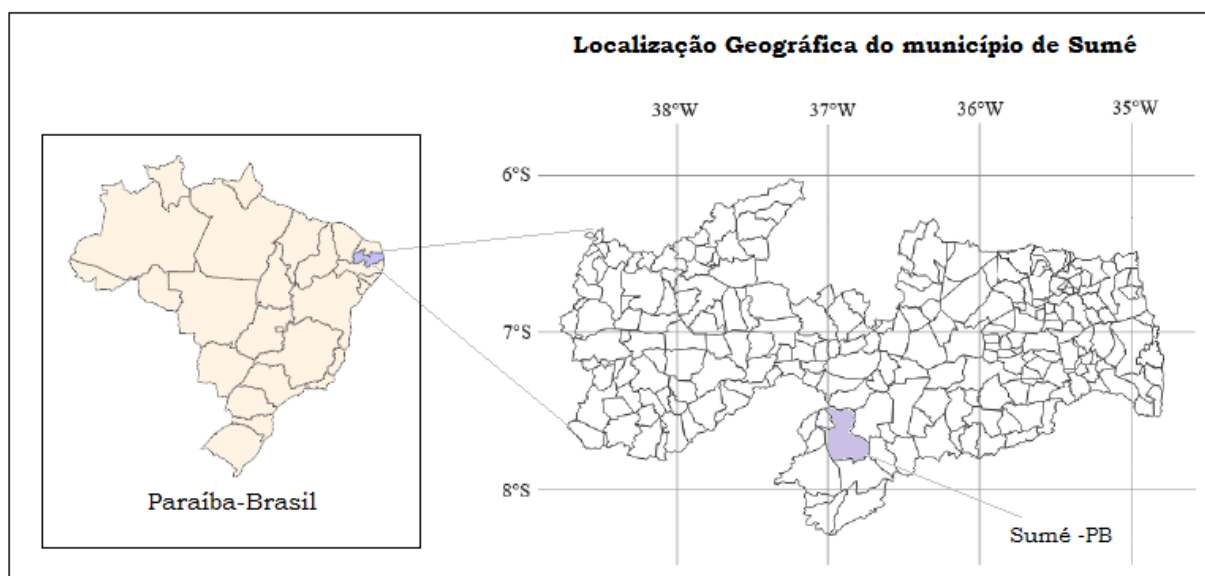 Localização Geográfica do município de Sumé
38°W 37°W 36°W 35°W
6°S
7°S
8°S
Paraíba-Brasil
Sumé -PB